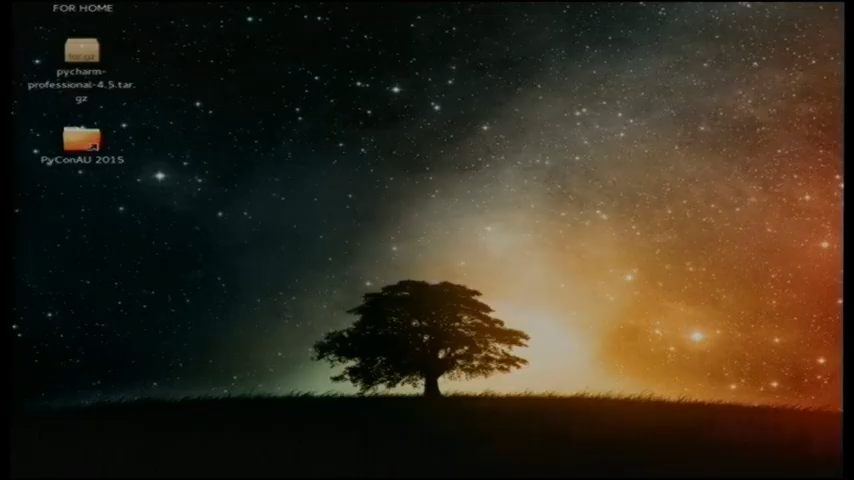 FOR HOME
tar.gz
pycharm-
professional-4.5.tar.
gz
PyConAU 2015